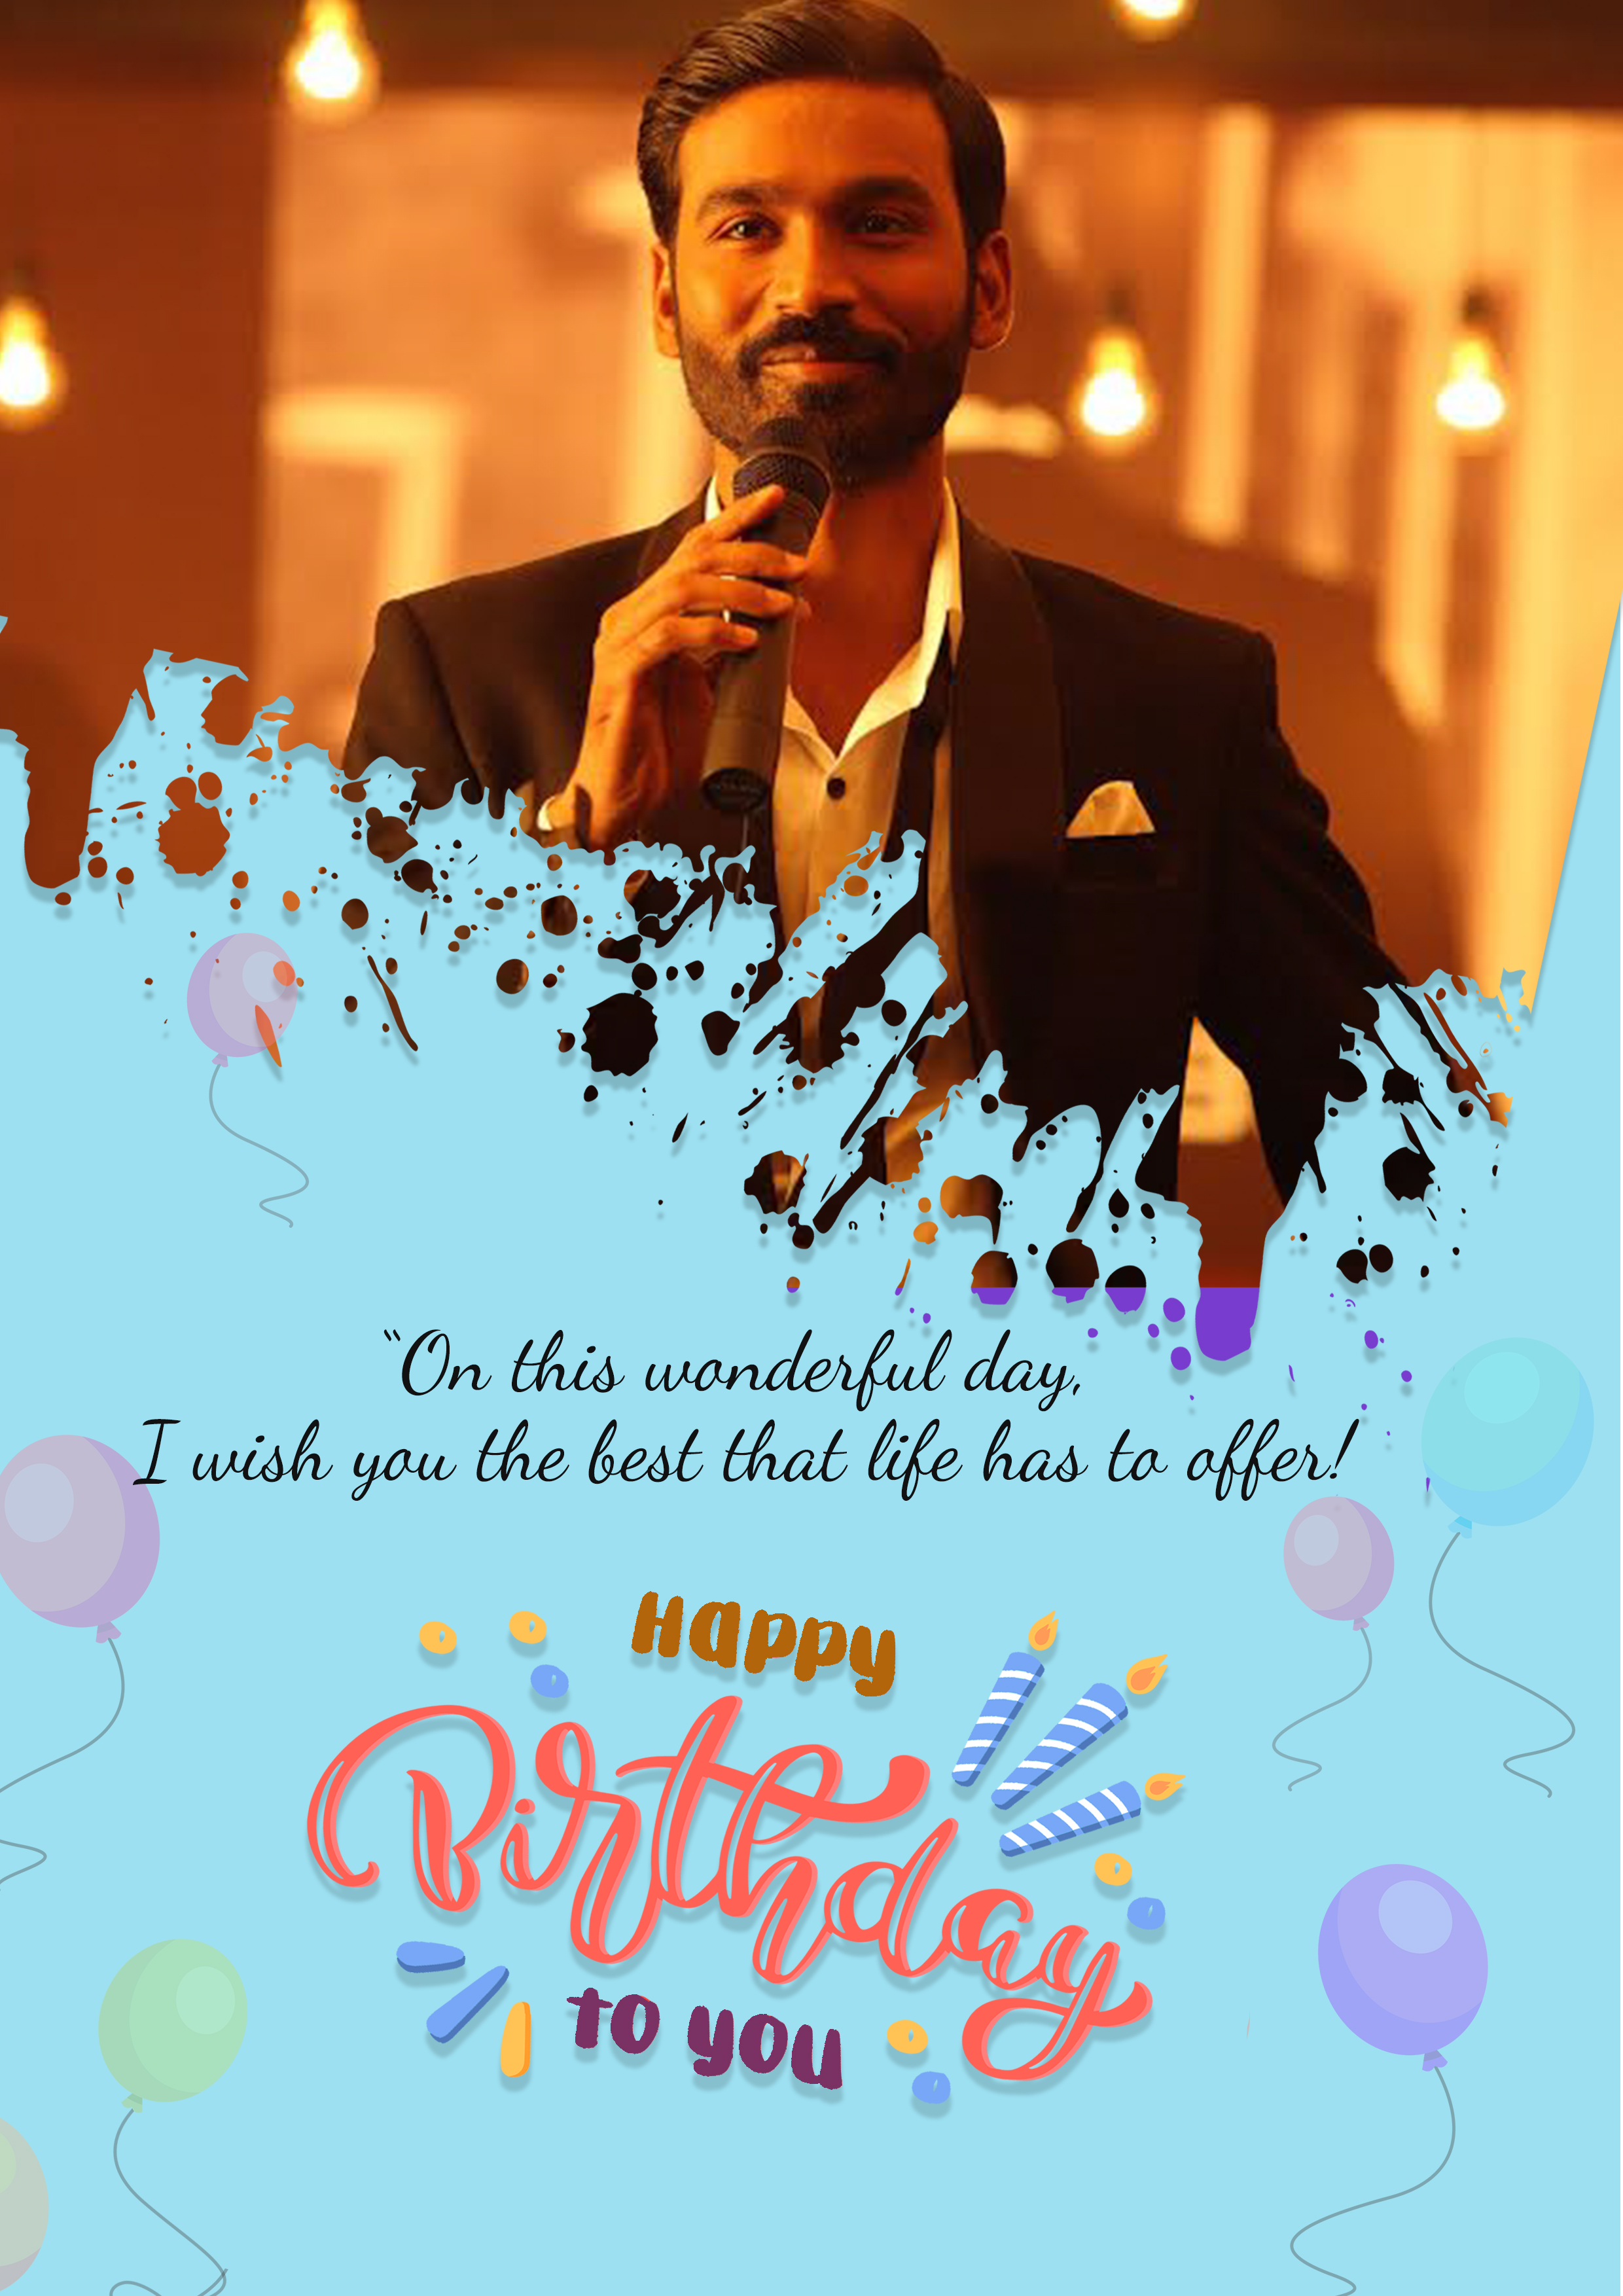 “On this wonderful day,
I wish you the best that life has to offer!
Happy
Birthday
to you